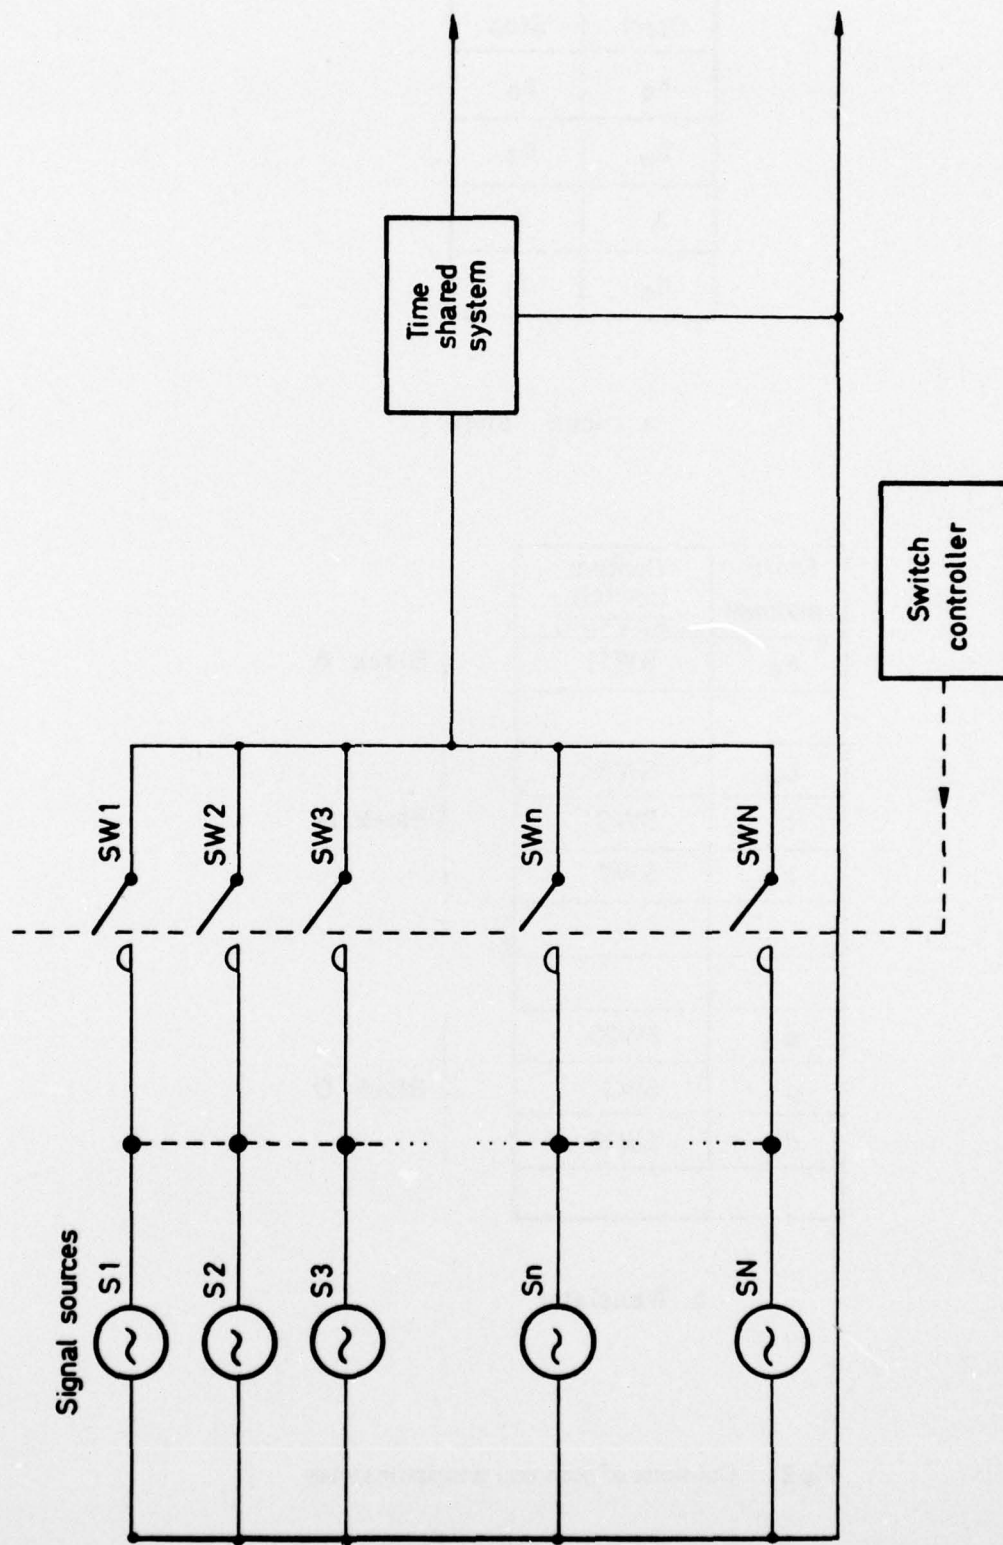 Signal sources
S1
S2
S3
Sn
SN
SW1
SW2
SW3
SWn
SWN
Time
shared
system
Switch
controller